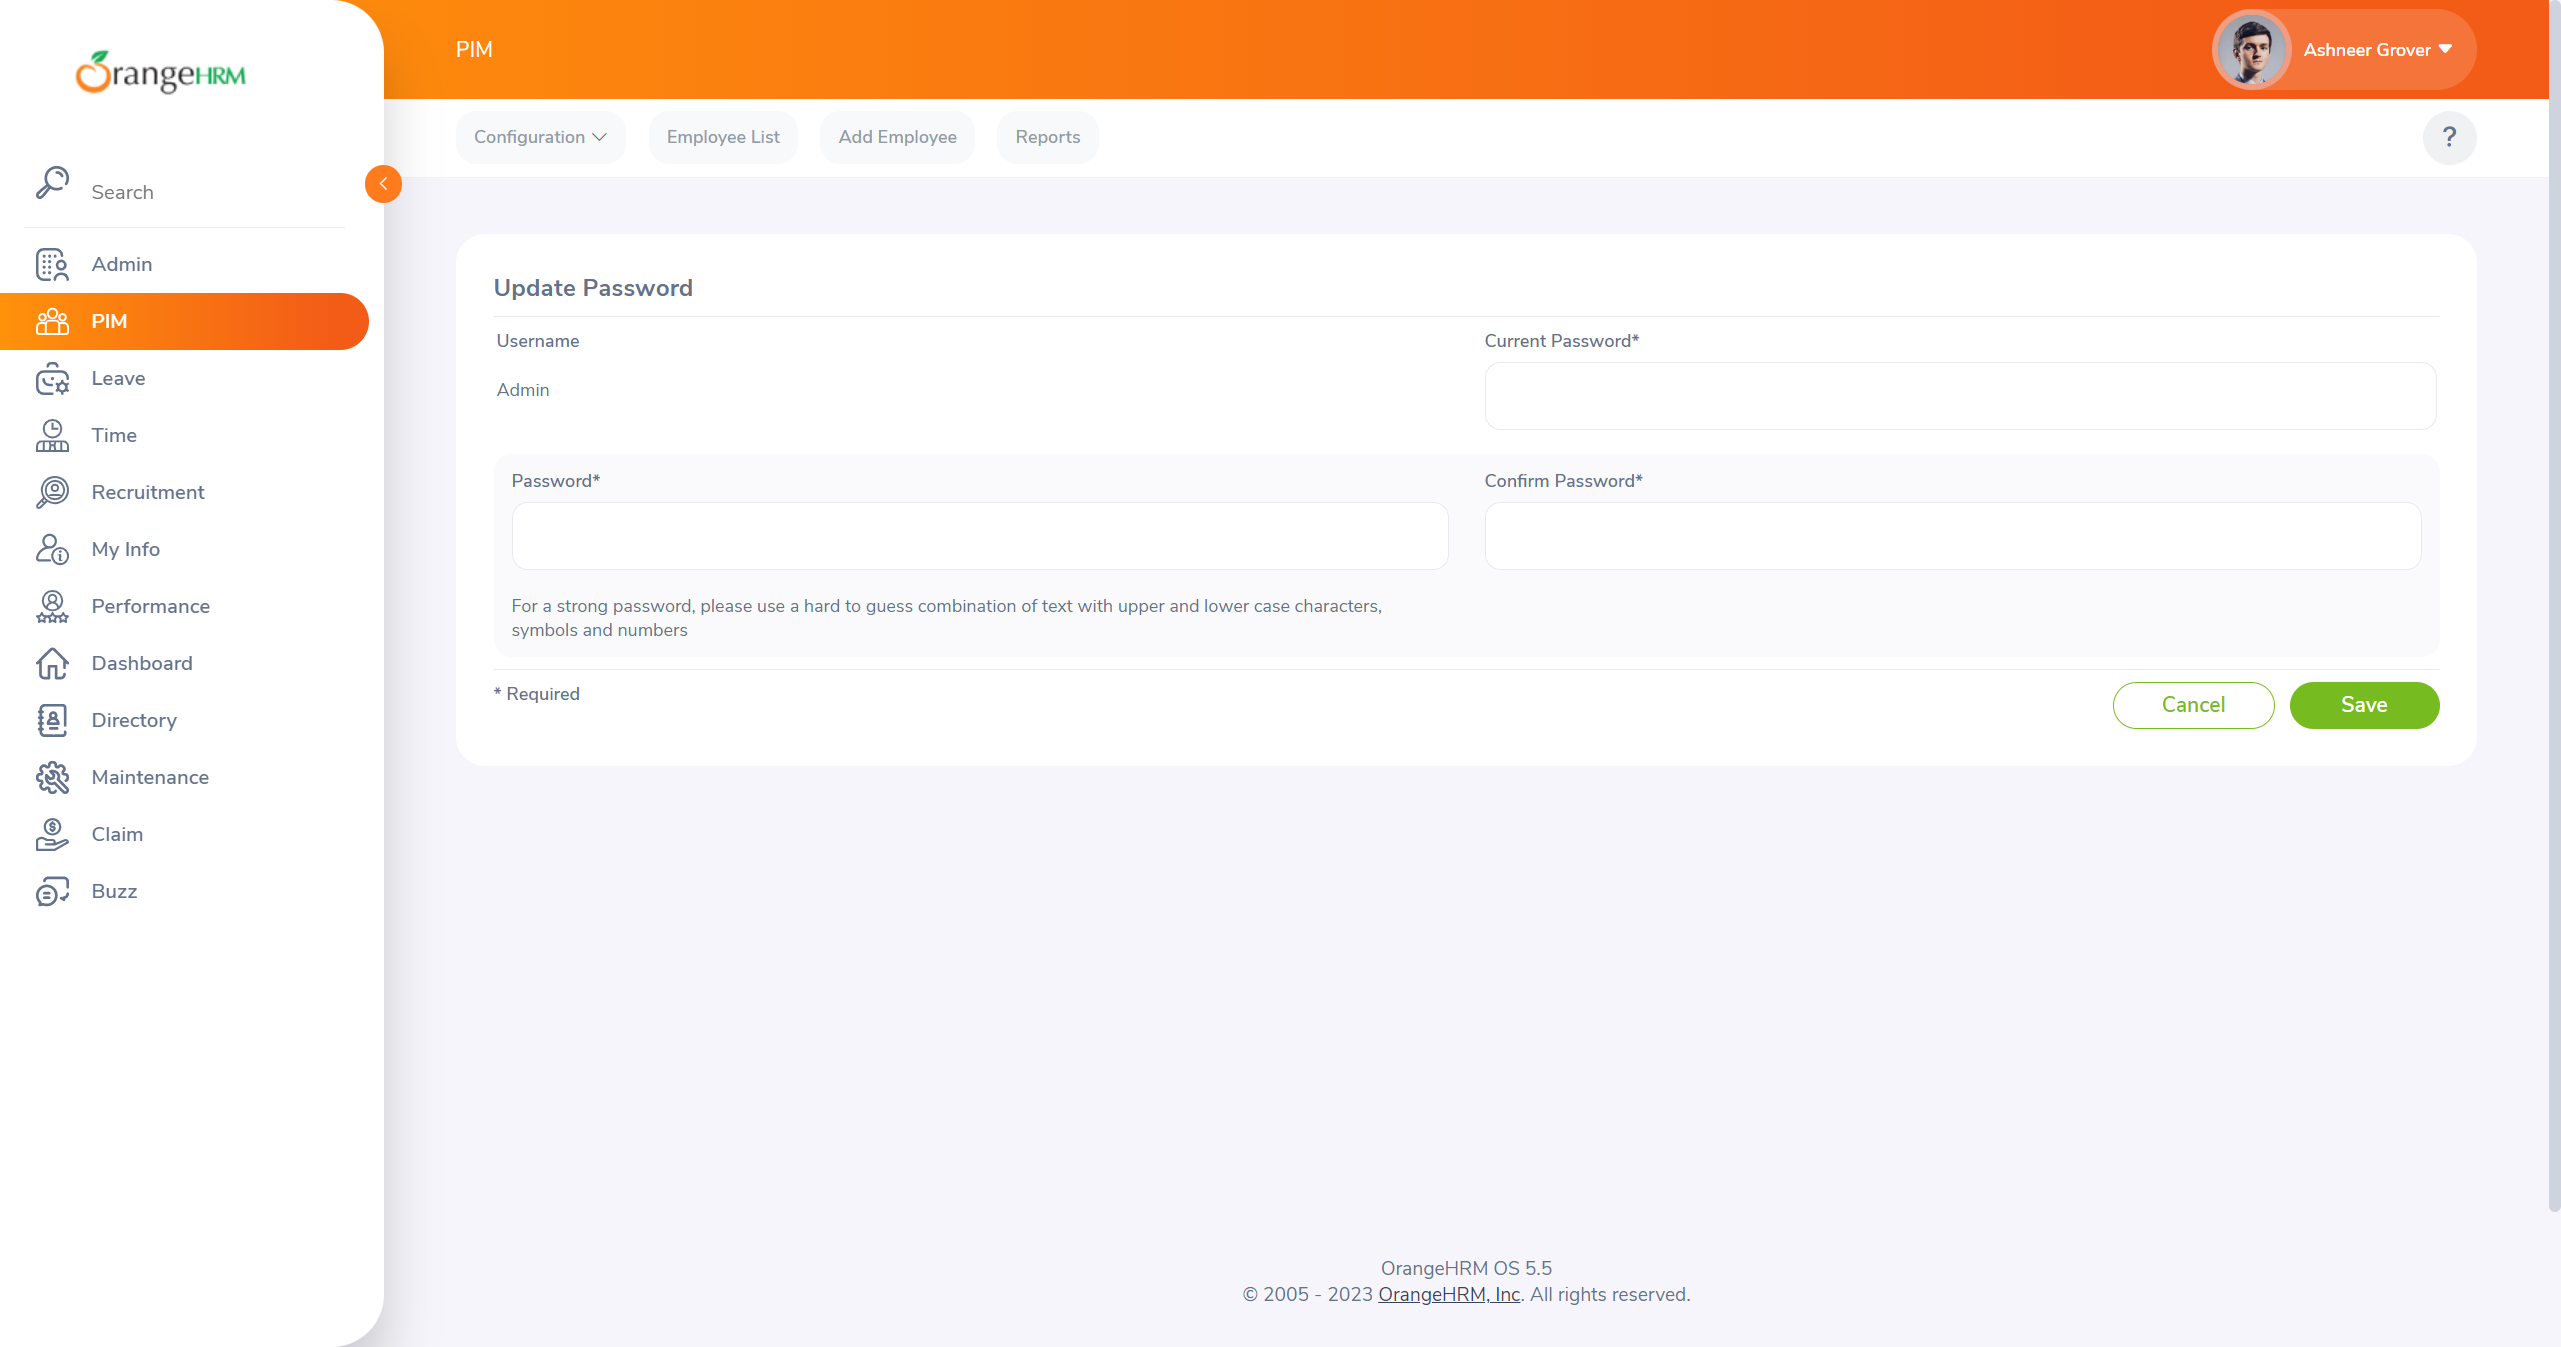 OrangeHRM
PIM
Ashneer Grover
Configuration
Employee List
Add Employee
Reports
?
Search
Admin
PIM
Leave
Time
Recruitment
My Info
Performance
Dashboard
Directory
Maintenance
Claim
Buzz
Update Password
Username
Admin
Current Password*
Password*
Confirm Password*
For a strong password, please use a hard to guess combination of text with upper and lower case characters,
symbols and numbers
* Required
Cancel
Save
OrangeHRM OS 5.5
© 2005 - 2023 OrangeHRM, Inc. All rights reserved.